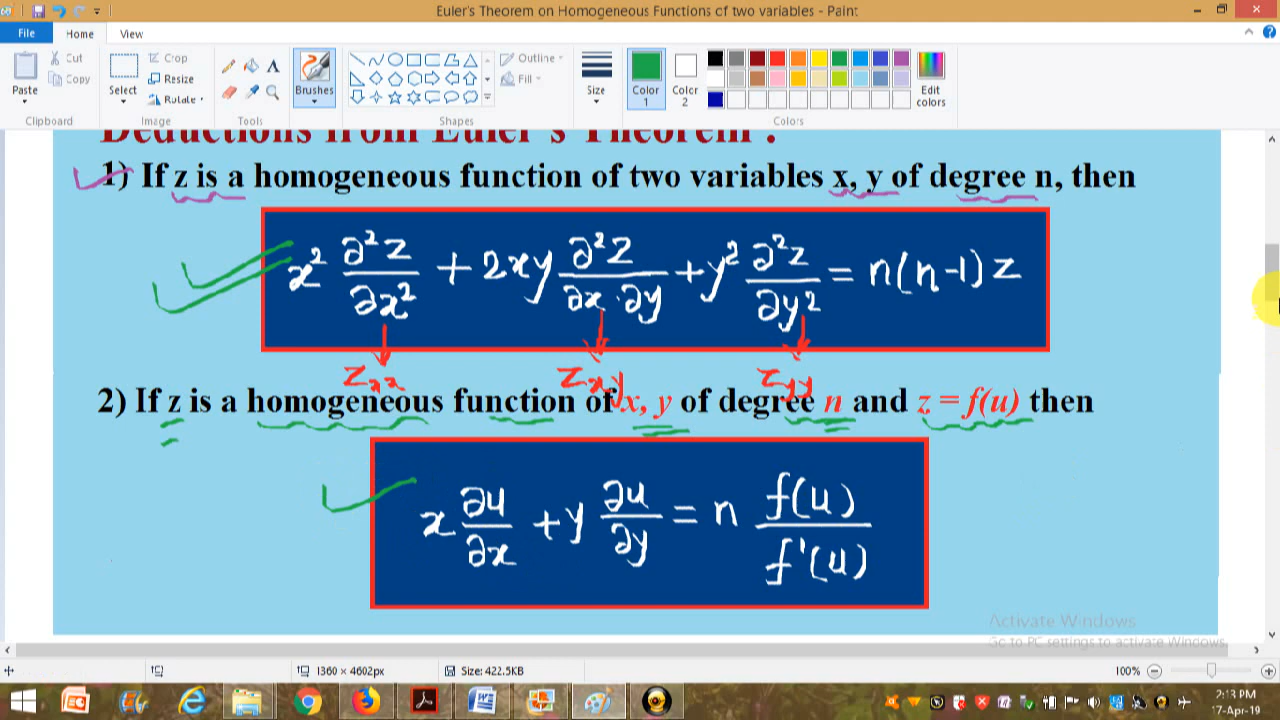 Euler's Theorem on Homogeneous Functions of two variables - Paint
File Home View
Paste Cut Copy Select Crop Resize Rotate Brushes Outline Fill Size Color 1 Color 2 Edit colors
Clipboard Image Tools Shapes Colors
Deductions from Euler's Theorem :
1) If z is a homogeneous function of two variables x, y of degree n, then
x² ∂²z/∂x² + 2xy ∂²z/∂x·∂y + y² ∂²z/∂y² = n(n-1) z
Zxx Zxy Zyy
2) If z is a homogeneous function of x, y of degree n and z = f(u) then
x ∂u/∂x + y ∂u/∂y = n f(u)/f'(u)
Activate Windows
Go to PC settings to activate Windows.
1360 × 4602px Size: 422.5KB 100%
2:13 PM
17-Apr-19